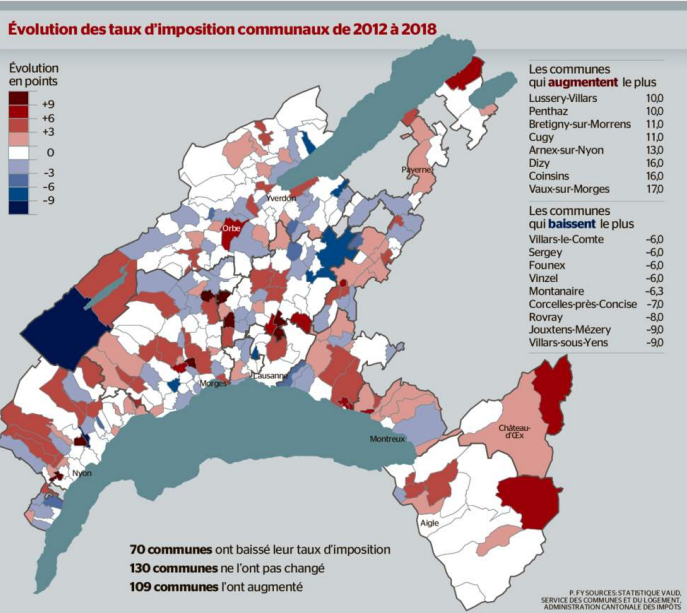 Évolution des taux d'imposition communaux de 2012 à 2018
Évolution
en points
+9
+6
+3
0
-3
-6
-9
Les communes
qui augmentent le plus
Lussery-Villars 10,0
Penthaz 10,0
Bretigny-sur-Morrens 11,0
Cugy 11,0
Arnex-sur-Nyon 13,0
Dizy 16,0
Coinsins 16,0
Vaux-sur-Morges 17,0
Les communes
qui baissent le plus
Villars-le-Comte -6,0
Sergey -6,0
Founex -6,0
Vinzel -6,0
Montanaire -6,3
Corcelles-près-Concise -7,0
Rovray -8,0
Jouxtens-Mézery -9,0
Villars-sous-Yens -9,0
Payerne
Yverdon
Orbe
Lausanne
Morges
Montreux
Château-
d'Œx
Nyon
Aigle
70 communes ont baissé leur taux d'imposition
130 communes ne l'ont pas changé
109 communes l'ont augmenté
P. FY SOURCES: STATISTIQUE VAUD,
SERVICE DES COMMUNES ET DU LOGEMENT,
ADMINISTRATION CANTONALE DES IMPÔTS